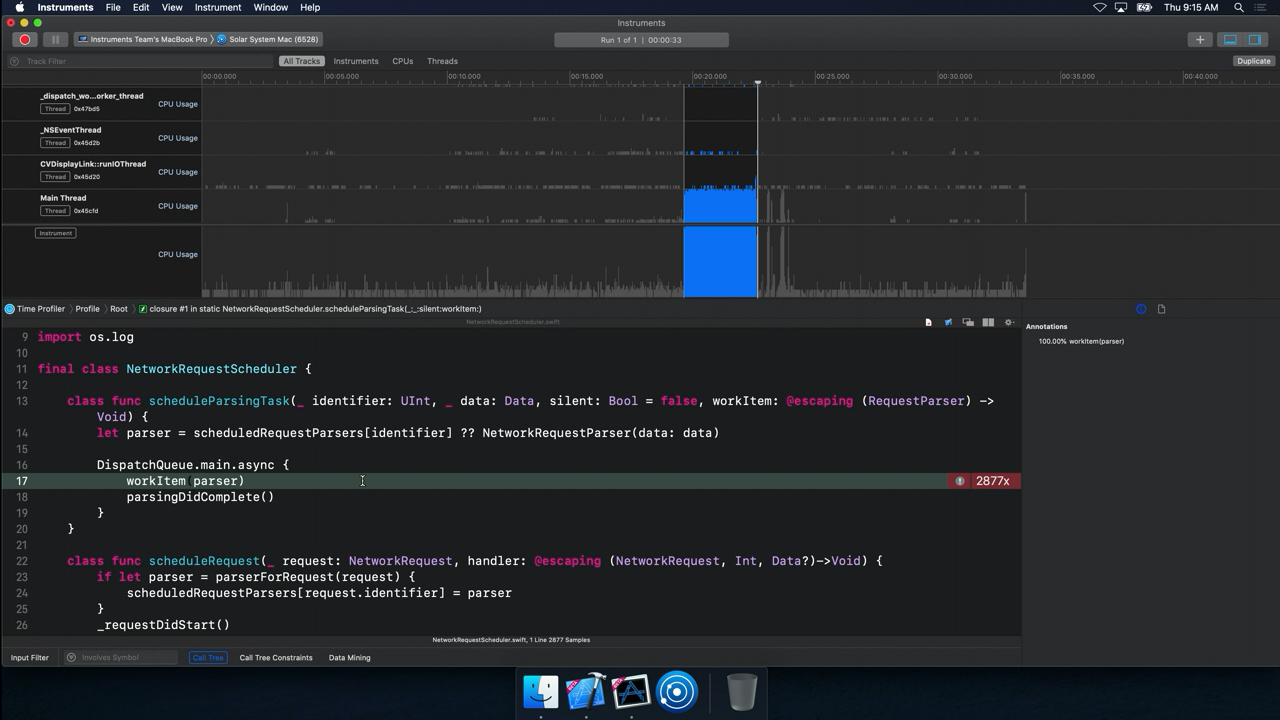 Instruments File Edit View Instrument Window Help Thu 9:15 AM
Instruments
Instruments Team's MacBook Pro Solar System Mac (6528) Run 1 of 1 | 00:00:33
Track Filter All Tracks Instruments CPUs Threads
00:00.000 00:05.000 00:10.000 00:15.000 00:20.000 00:25.000 00:30.000 00:35.000 00:40.000 Duplicate
_dispatch_wo...orker_thread
Thread 0x47bd5 CPU Usage
_NSEventThread
Thread 0x45d2b CPU Usage
CVDisplayLink::runIOThread
Thread 0x45d20 CPU Usage
Main Thread
Thread 0x45cfd CPU Usage
Instrument
CPU Usage
Time Profiler Profile Root closure #1 in static NetworkRequestScheduler.scheduleParsingTask(_:_:silent:workItem:)
NetworkRequestScheduler.swift
Annotations
100.00% workItem(parser)
9 import os.log
10
11 final class NetworkRequestScheduler {
12
13 class func scheduleParsingTask(_ identifier: UInt, _ data: Data, silent: Bool = false, workItem: @escaping (RequestParser) ->
Void) {
14 let parser = scheduledRequestParsers[identifier] ?? NetworkRequestParser(data: data)
15
16 DispatchQueue.main.async {
17 workItem(parser) 2877x
18 parsingDidComplete()
19 }
20 }
21
22 class func scheduleRequest(_ request: NetworkRequest, handler: @escaping (NetworkRequest, Int, Data?)->Void) {
23 if let parser = parserForRequest(request) {
24 scheduledRequestParsers[request.identifier] = parser
25 }
26 _requestDidStart()
NetworkRequestScheduler.swift, 1 Line 2877 Samples
Input Filter Involves Symbol Call Tree Call Tree Constraints Data Mining